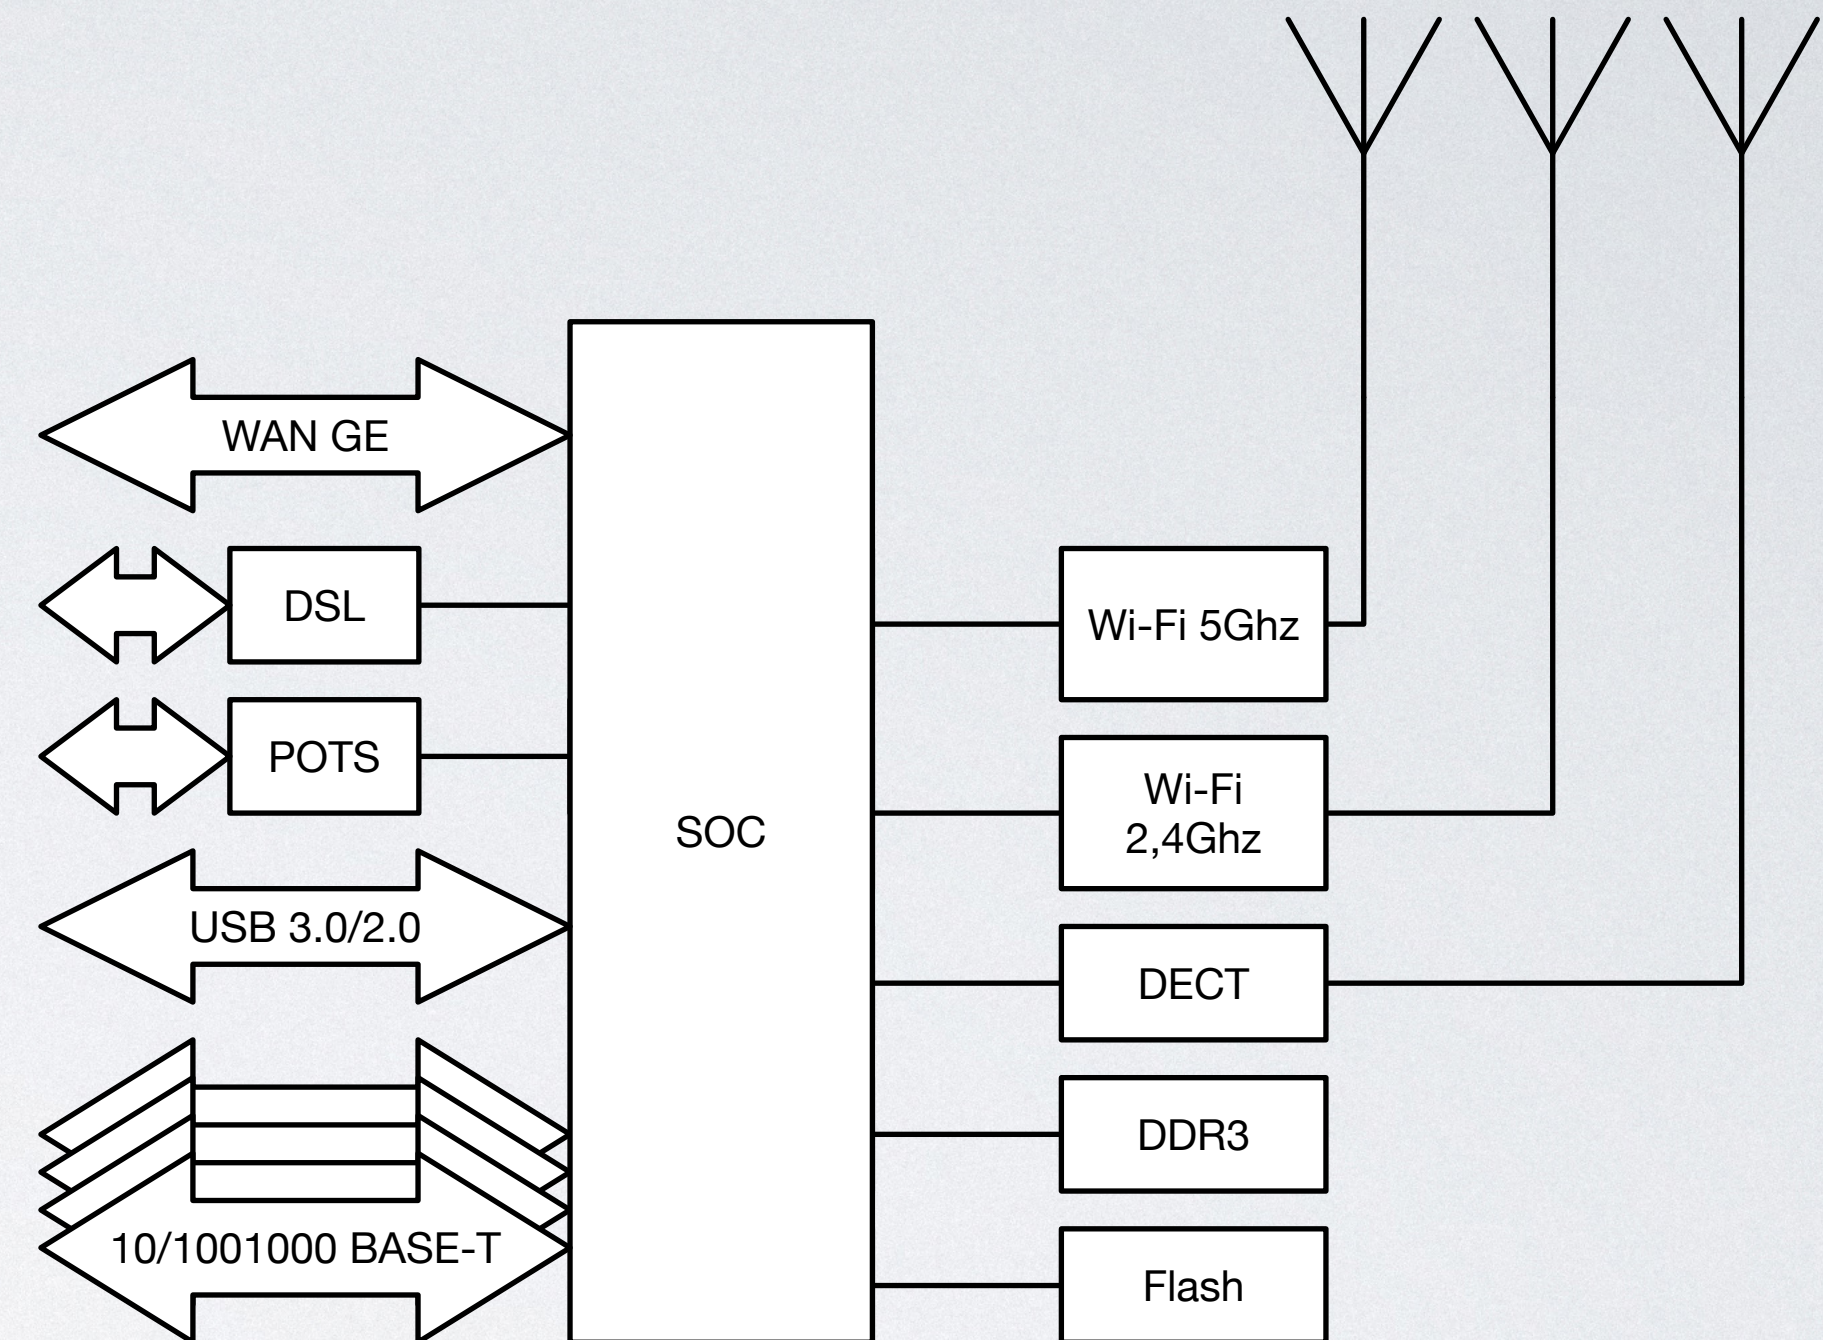 WAN GE
DSL
POTS
USB 3.0/2.0
10/1001000 BASE-T
SOC
Wi-Fi 5Ghz
Wi-Fi
2,4Ghz
DECT
DDR3
Flash